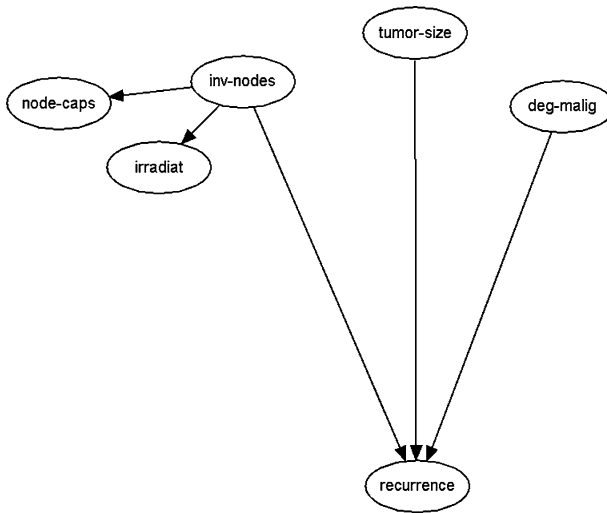 tumor-size
inv-nodes
node-caps
deg-malig
irradiat
recurrence